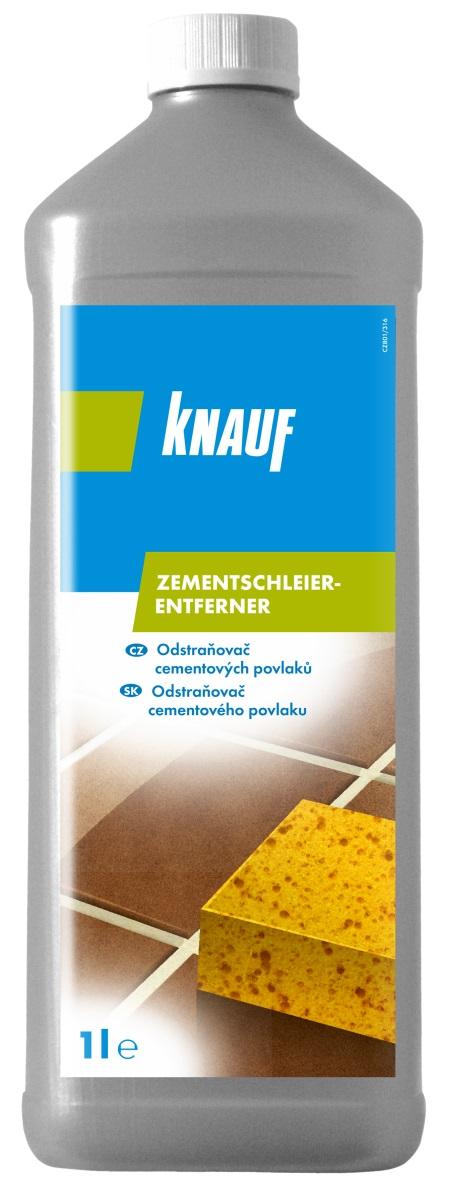 CZ801/316
KNAUF
ZEMENTSCHLEIER-
ENTFERNER
CZ Odstraňovač
cementových povlaků
SK Odstraňovač
cementového povlaku
1l e